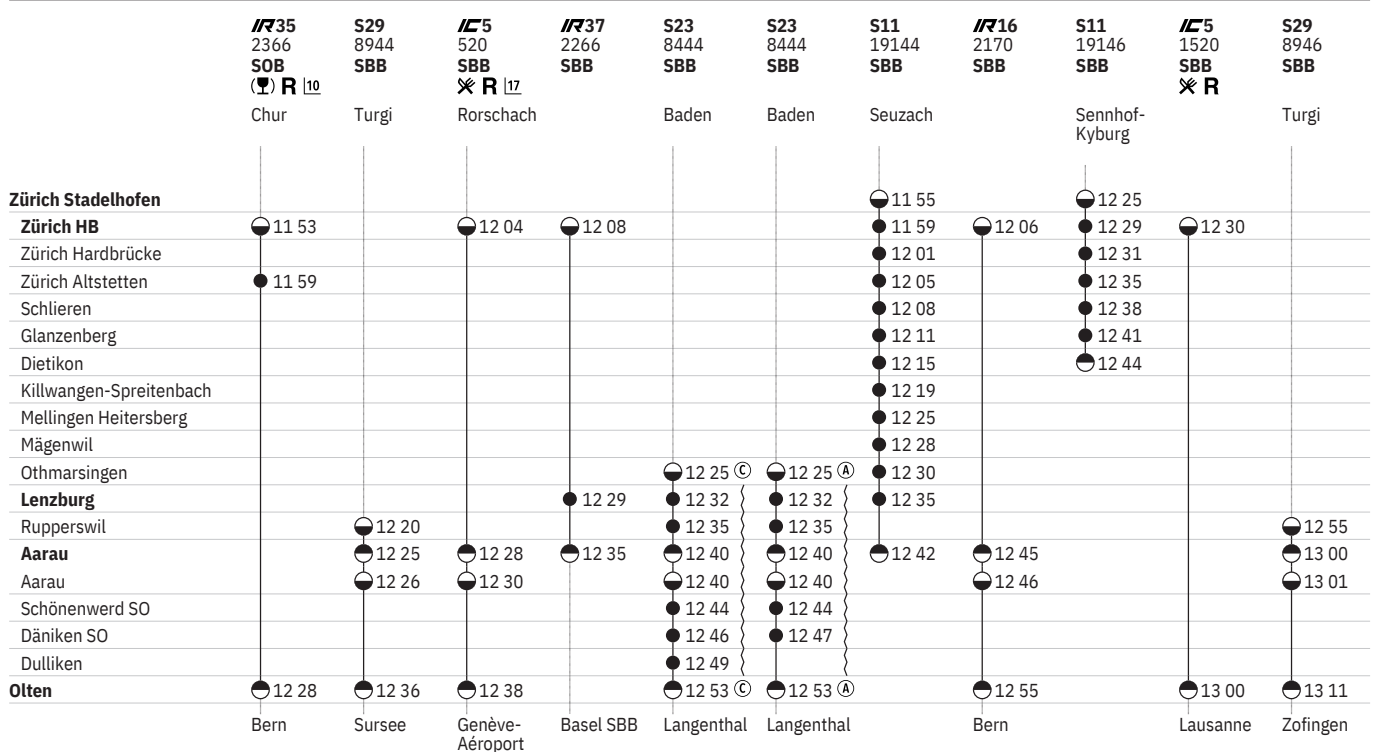 IR35 S29 IC5 IR37 S23 S23 S11 IR16 S11 IC5 S29
2366 8944 520 2266 8444 8444 19144 2170 19146 1520 8946
SOB SBB SBB SBB SBB SBB SBB SBB SBB SBB SBB
R 10 R 17 R
Chur Turgi Rorschach Baden Baden Seuzach Sennhof- Turgi
Kyburg
Zürich Stadelhofen 11 55 12 25
Zürich HB 11 53 12 04 12 08 11 59 12 06 12 29 12 30
Zürich Hardbrücke 12 01 12 31
Zürich Altstetten 11 59 12 05 12 35
Schlieren 12 08 12 38
Glanzenberg 12 11 12 41
Dietikon 12 15 12 44
Killwangen-Spreitenbach 12 19
Mellingen Heitersberg 12 25
Mägenwil 12 28
Othmarsingen 12 25 C 12 25 A 12 30
Lenzburg 12 29 12 32 12 32 12 35
Rupperswil 12 20 12 35 12 35 12 55
Aarau 12 25 12 28 12 35 12 40 12 40 12 42 12 45 13 00
Aarau 12 26 12 30 12 40 12 40 12 46 13 01
Schönenwerd SO 12 44 12 44
Däniken SO 12 46 12 47
Dulliken 12 49
Olten 12 28 12 36 12 38 12 53 C 12 53 A 12 55 13 00 13 11
Bern Sursee Genève- Basel SBB Langenthal Langenthal Bern Lausanne Zofingen
Aéroport